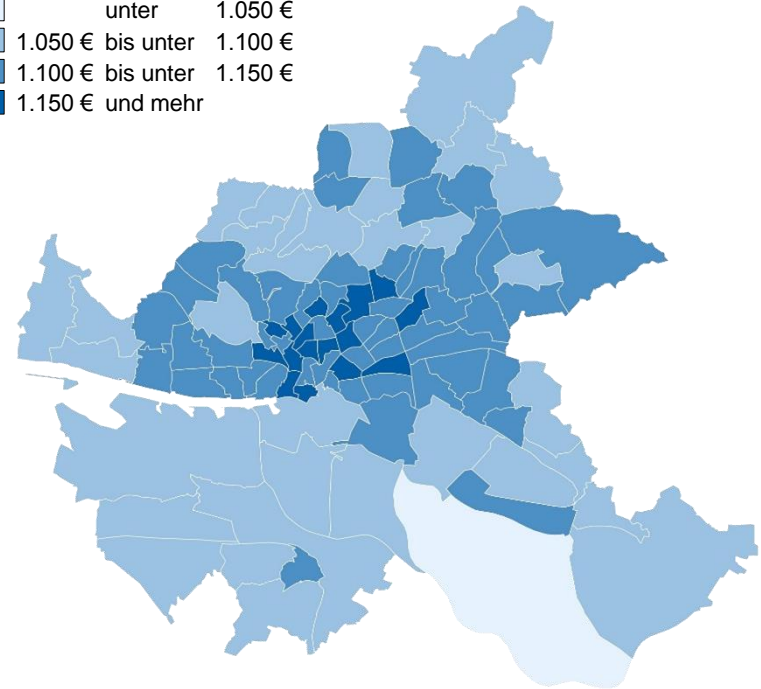 unter 1.050 €
1.050 € bis unter 1.100 €
1.100 € bis unter 1.150 €
1.150 € und mehr